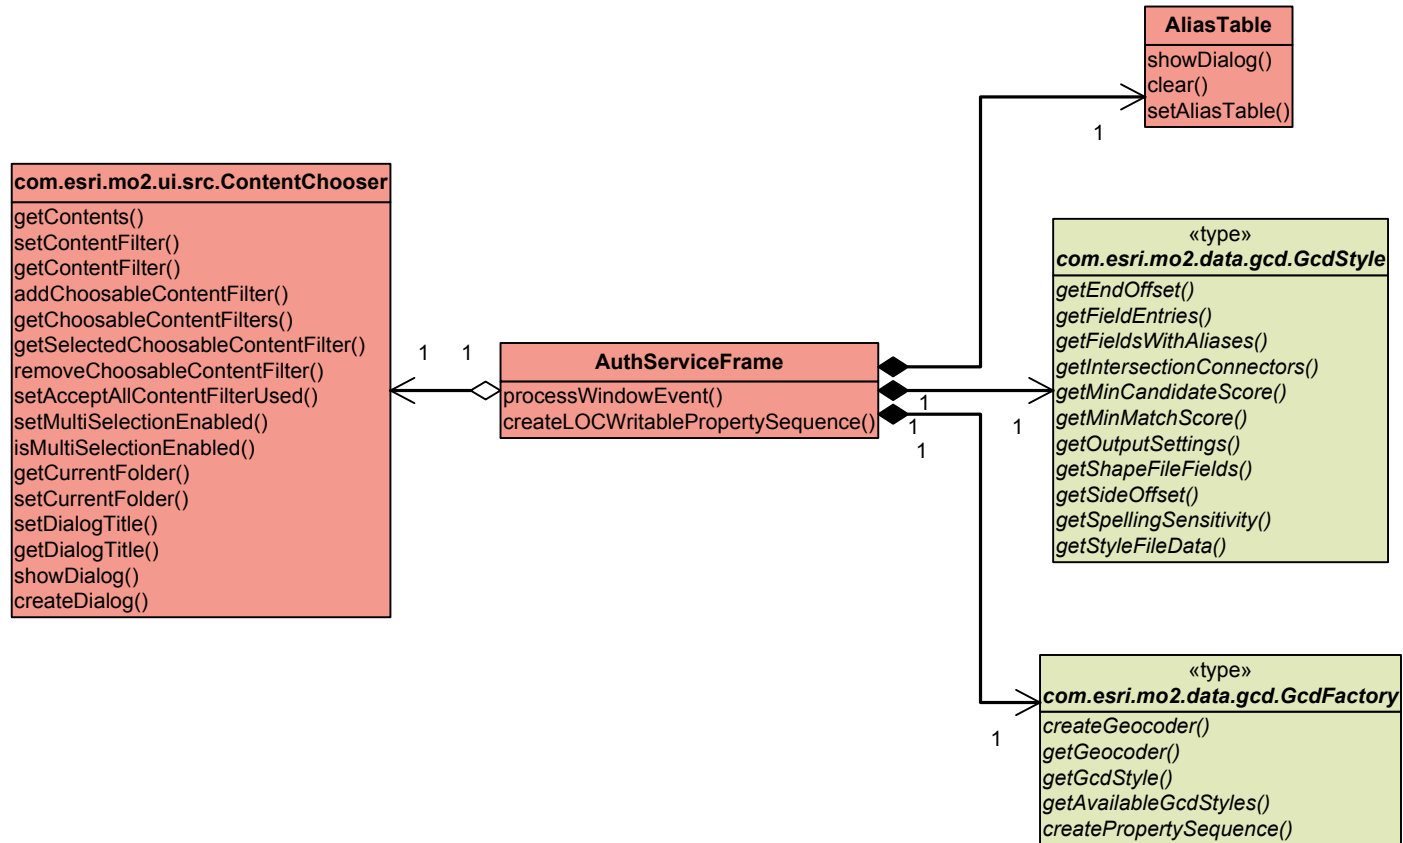 AliasTable
showDialog()
clear()
setAliasTable()
1
com.esri.mo2.ui.src.ContentChooser
getContents()
setContentFilter()
getContentFilter()
addChoosableContentFilter()
getChoosableContentFilters()
getSelectedChoosableContentFilter()
removeChoosableContentFilter()
setAcceptAllContentFilterUsed()
setMultiSelectionEnabled()
isMultiSelectionEnabled()
getCurrentFolder()
setCurrentFolder()
setDialogTitle()
getDialogTitle()
showDialog()
createDialog()
1
1
AuthServiceFrame
processWindowEvent()
createLOCWritablePropertySequence()
1
1
1
1
«type»
com.esri.mo2.data.gcd.GcdStyle
getEndOffset()
getFieldEntries()
getFieldsWithAliases()
getIntersectionConnectors()
getMinCandidateScore()
getMinMatchScore()
getOutputSettings()
getShapeFileFields()
getSideOffset()
getSpellingSensitivity()
getStyleFileData()
1
«type»
com.esri.mo2.data.gcd.GcdFactory
createGeocoder()
getGeocoder()
getGcdStyle()
getAvailableGcdStyles()
createPropertySequence()